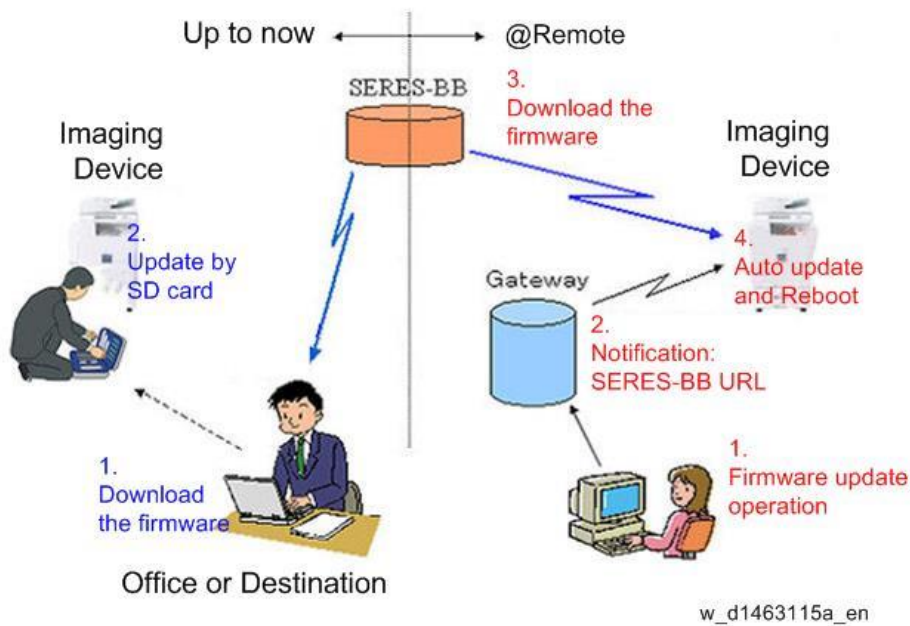 Up to now
@Remote
SERES-BB
3.
Download the
firmware
Imaging
Device
Imaging
Device
2.
Update by
SD card
4.
Auto update
and Reboot
Gateway
2.
Notification:
SERES-BB URL
1.
Download
the firmware
1.
Firmware update
operation
Office or Destination
w_d1463115a_en